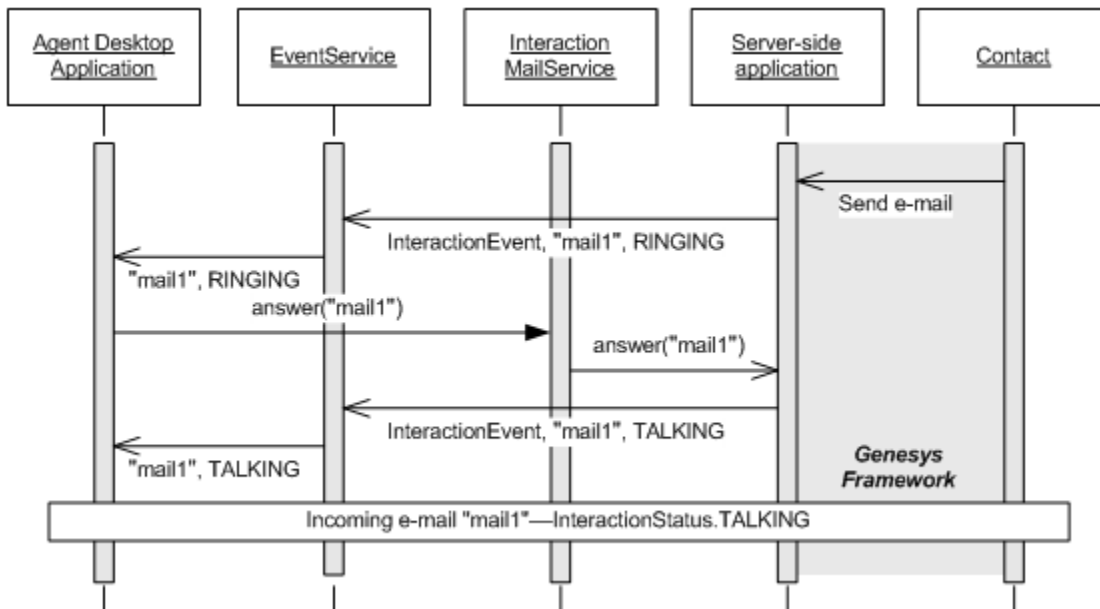 Agent Desktop
Application
EventService
Interaction
MailService
Server-side
application
Contact
Send e-mail
InteractionEvent, "mail1", RINGING
"mail1", RINGING
answer("mail1")
answer("mail1")
InteractionEvent, "mail1", TALKING
"mail1", TALKING
Genesys
Framework
Incoming e-mail "mail1"—InteractionStatus.TALKING